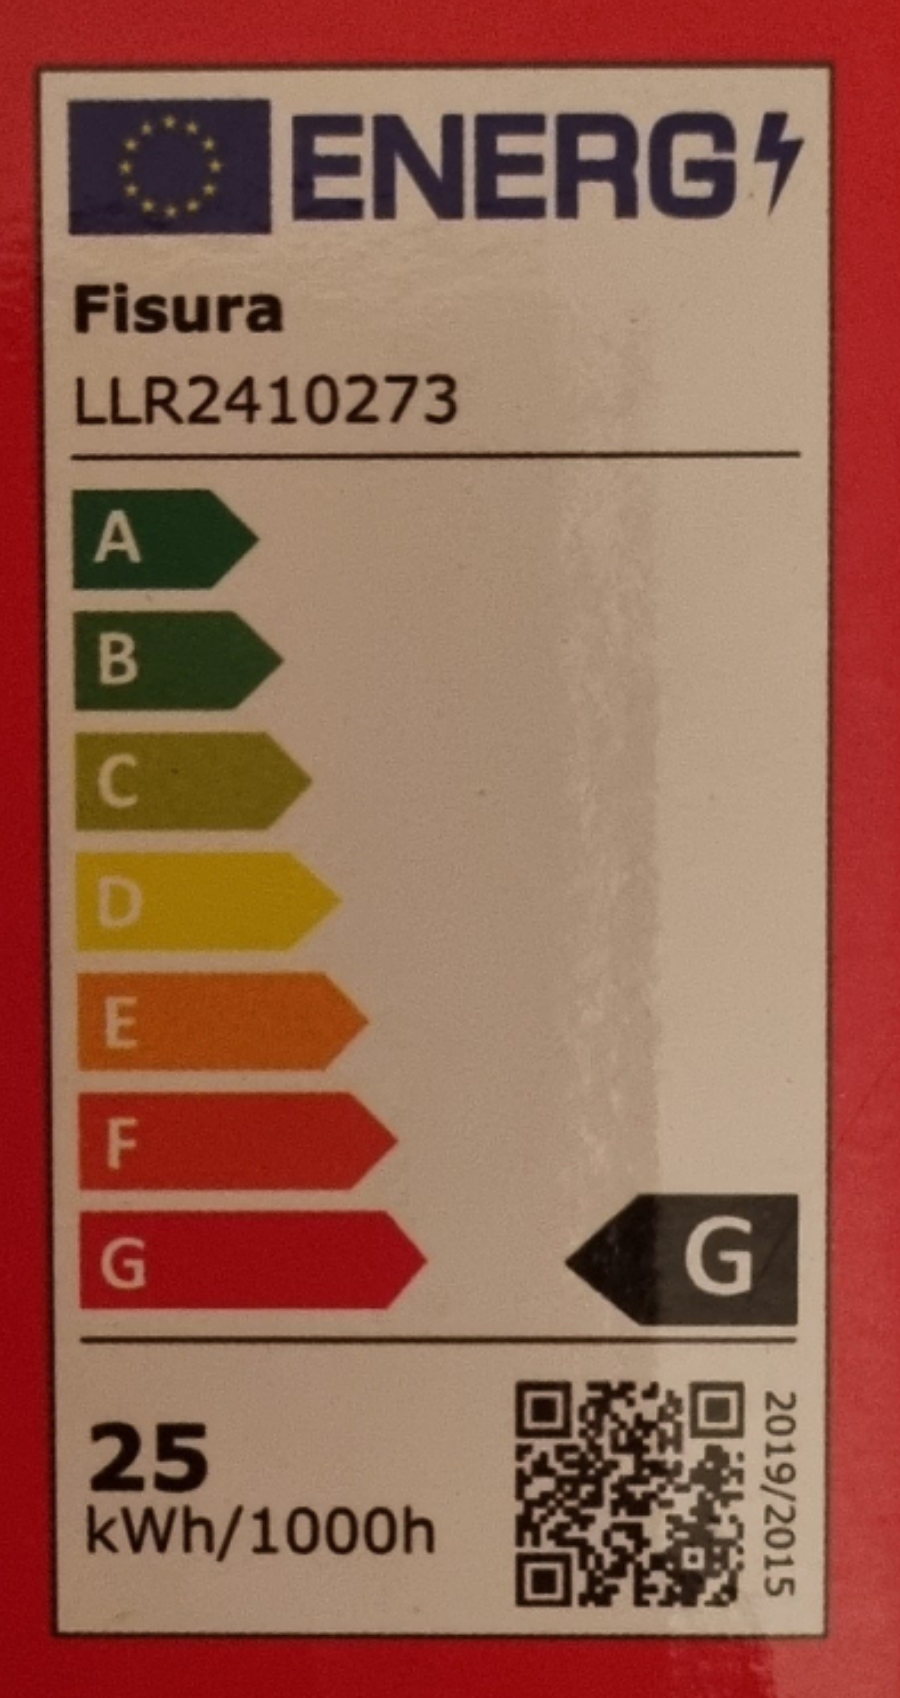 ENERG
Fisura
LLR2410273
A
B
C
D
E
F
G
G
25
kWh/1000h
2019/2015